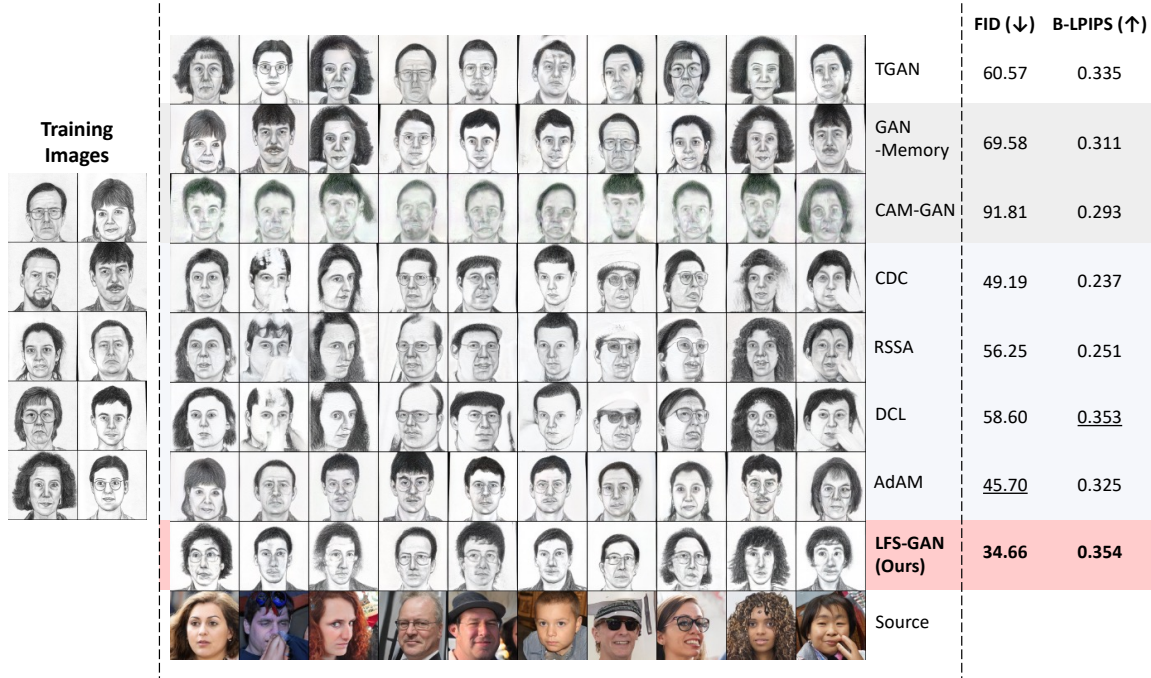 FID (↓) B-LPIPS (↑)
Training
Images
TGAN 60.57 0.335
GAN
-Memory 69.58 0.311
CAM-GAN 91.81 0.293
CDC 49.19 0.237
RSSA 56.25 0.251
DCL 58.60 0.353
AdAM 45.70 0.325
LFS-GAN
(Ours) 34.66 0.354
Source